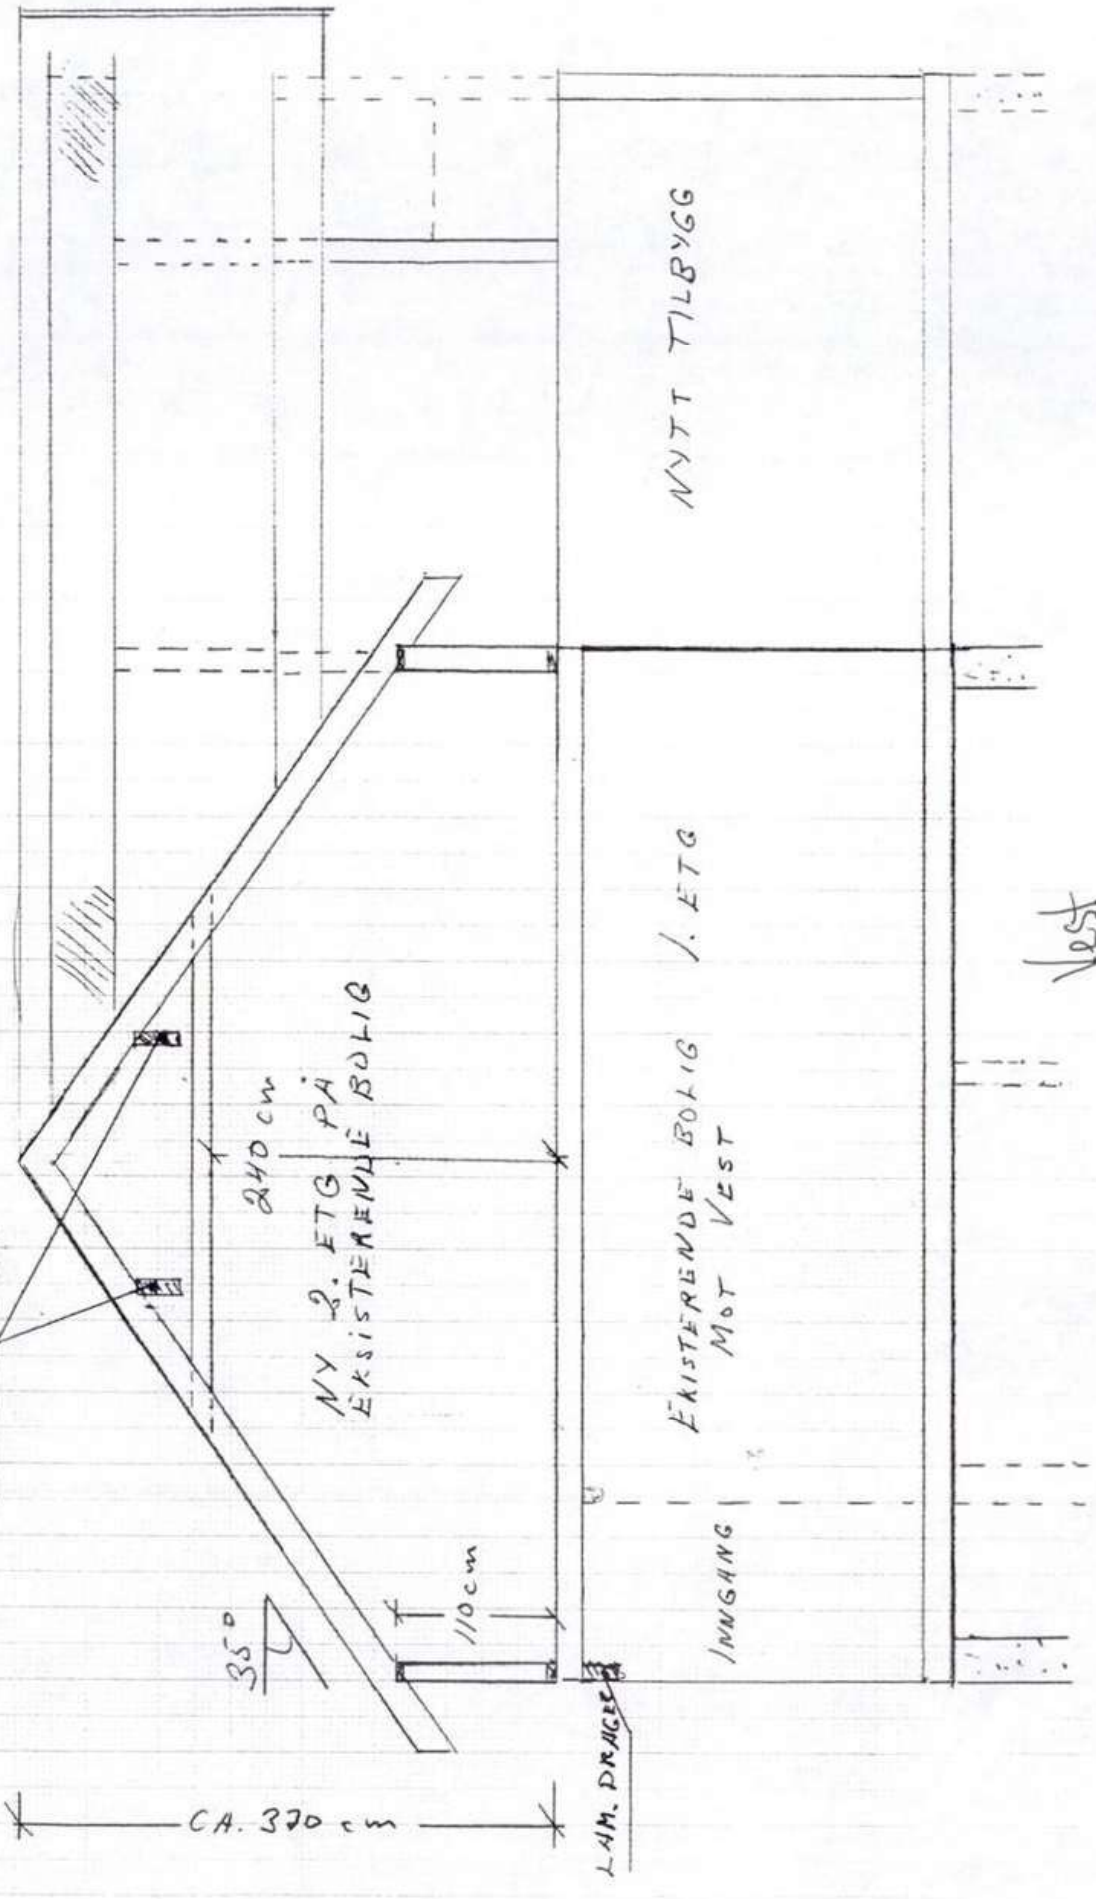 35°
240 cm
NY 2. ETG PÅ
EKSISTERENDE BOLIG
110 cm
CA. 370 cm
LAM. DRAGER
INNGANG
EKISTERENDE BOLIG 1. ETG
MOT VEST
NYTT TILBYGG
Vest